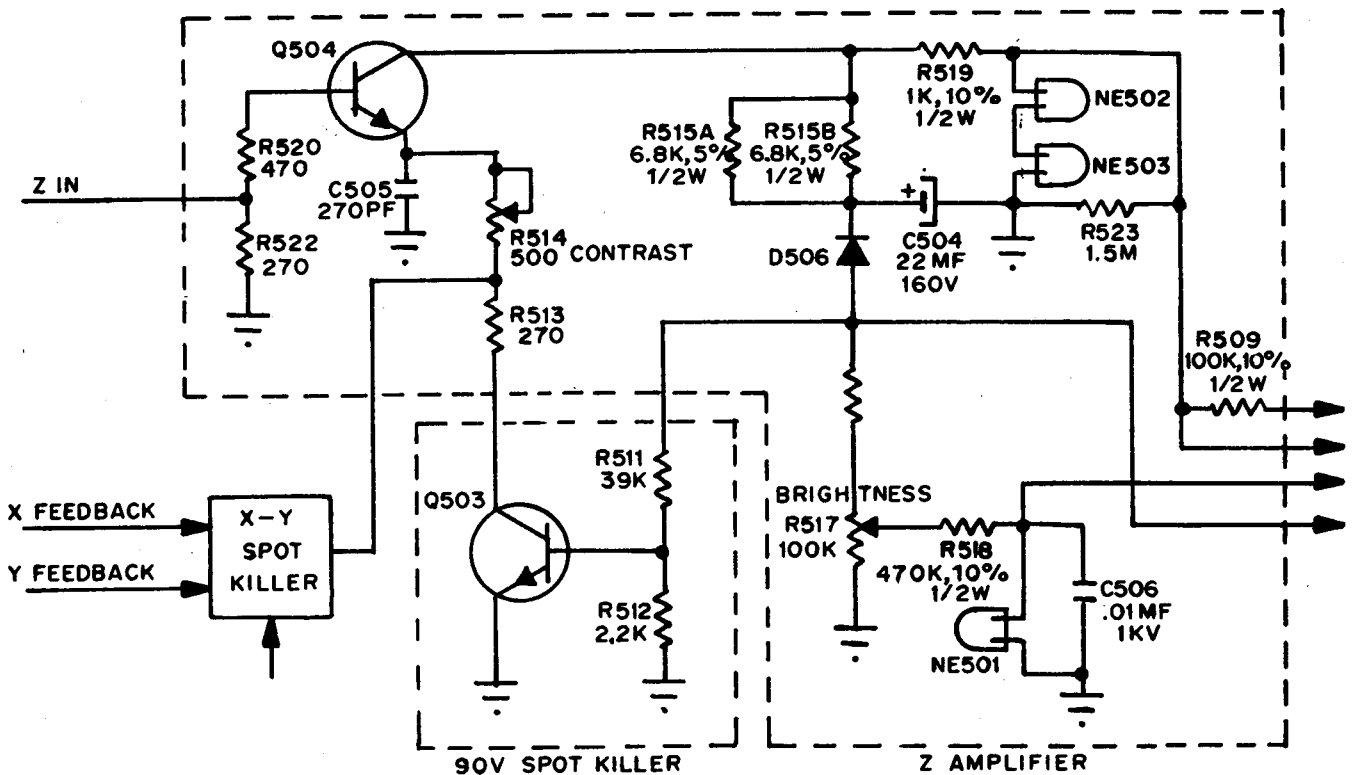 Q504
R519
1K,10%
1/2W
NE502
R515A
6.8K,5%
1/2W
R515B
6.8K,5%
1/2W
NE503
R520
470
Z IN
C505
270PF
+
C504
22MF
160V
R523
1.5M
R522
270
R514
500 CONTRAST
D506
R513
270
R509
100K,10%
1/2W
R511
39K
Q503
BRIGHTNESS
R517
100K
R518
470K,10%
1/2W
X FEEDBACK
Y FEEDBACK
X-Y
SPOT
KILLER
R512
2.2K
C506
.01MF
1KV
NE501
90V SPOT KILLER
Z AMPLIFIER